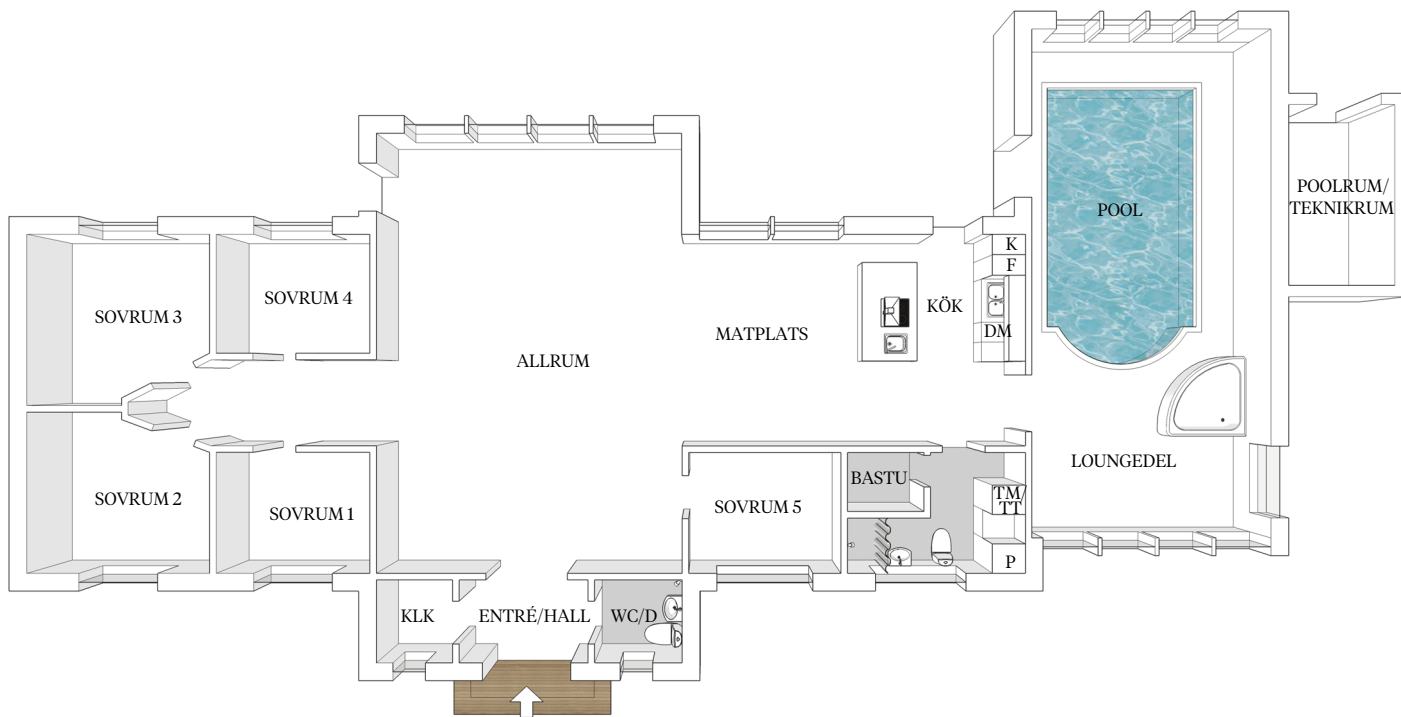 POOLRUM/
TEKNIKRUM
POOL
K
F
SOVRUM 4
KÖK
SOVRUM 3
DM
MATPLATS
ALLRUM
LOUNGEDEL
BASTU
SOVRUM 2
TM/
TT
SOVRUM 5
SOVRUM 1
P
KLK
ENTRÉ/HALL
WC/D